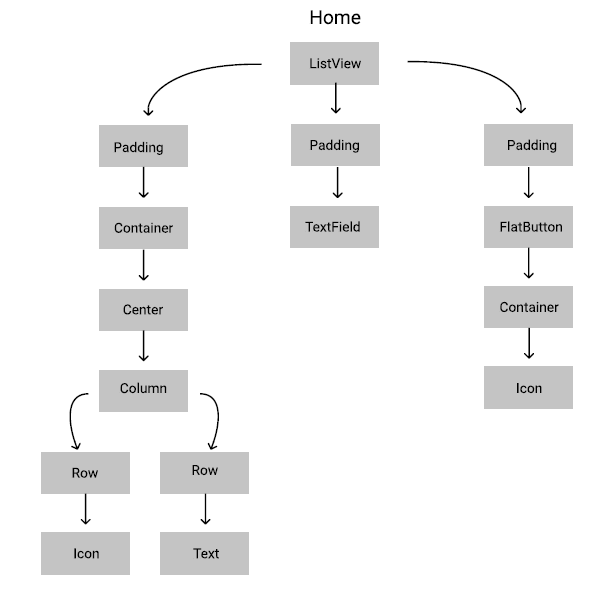 Home
ListView
Padding
Padding
Padding
Container
TextField
FlatButton
Center
Container
Column
Icon
Row
Row
Icon
Text